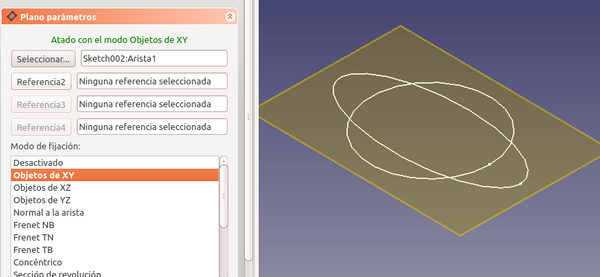 Plano parámetros
Atado con el modo Objetos de XY
Seleccionar... Sketch002:Arista1
Referencia2 Ninguna referencia seleccionada
Referencia3 Ninguna referencia seleccionada
Referencia4 Ninguna referencia seleccionada
Modo de fijación:
Desactivado
Objetos de XY
Objetos de XZ
Objetos de YZ
Normal a la arista
Frenet NB
Frenet TN
Frenet TB
Concéntrico
Sección de revolución